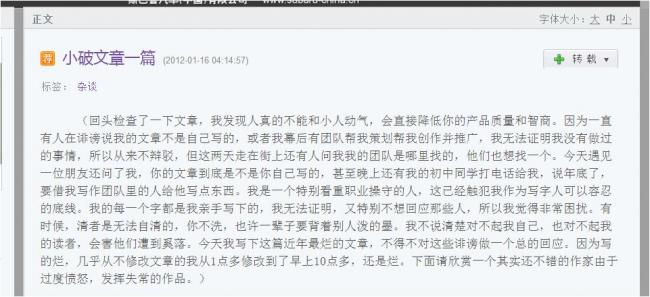 斯巴鲁汽车(中国)有限公司 www.subaru-china.cn
正文
字体大小：大 中 小
荐 小破文章一篇 (2012-01-16 04:14:57)
转载 ▼
标签： 杂谈
（回头检查了一下文章，我发现人真的不能和小人动气，会直接降低你的产品质量和智商。因为一直
有人在诽谤说我的文章不是自己写的，或者我幕后有团队帮我策划帮我创作并推广，我无法证明我没有做过
的事情，所以从来不辩驳，但这两天走在街上还有人问我我的团队是哪里找的，他们也想找一个。今天遇见
一位朋友还问了我，你的文章到底是不是你自己写的，甚至晚上还有我的初中同学打电话给我，说年底了，
要借我写作团队里的人给他写点东西。我是一个特别看重职业操守的人，这已经触犯我作为写字人可以容忍
的底线。我的每一个字都是我亲手写下的，我无法证明，又特别不想回应那些人，所以我觉得非常困扰。有
时候，清者是无法自清的，你不洗，也许一辈子要背着别人泼的墨。我不说清楚对不起我自己，也对不起我
的读者，会害他们遭到奚落。今天我写下这篇近年最烂的文章，不得不对这些诽谤做一个总的回应。因为写
的烂，几乎从不修改文章的我从1点多修改到了早上10点多，还是烂。下面请欣赏一个其实还不错的作家由于
过度愤怒，发挥失常的作品。）